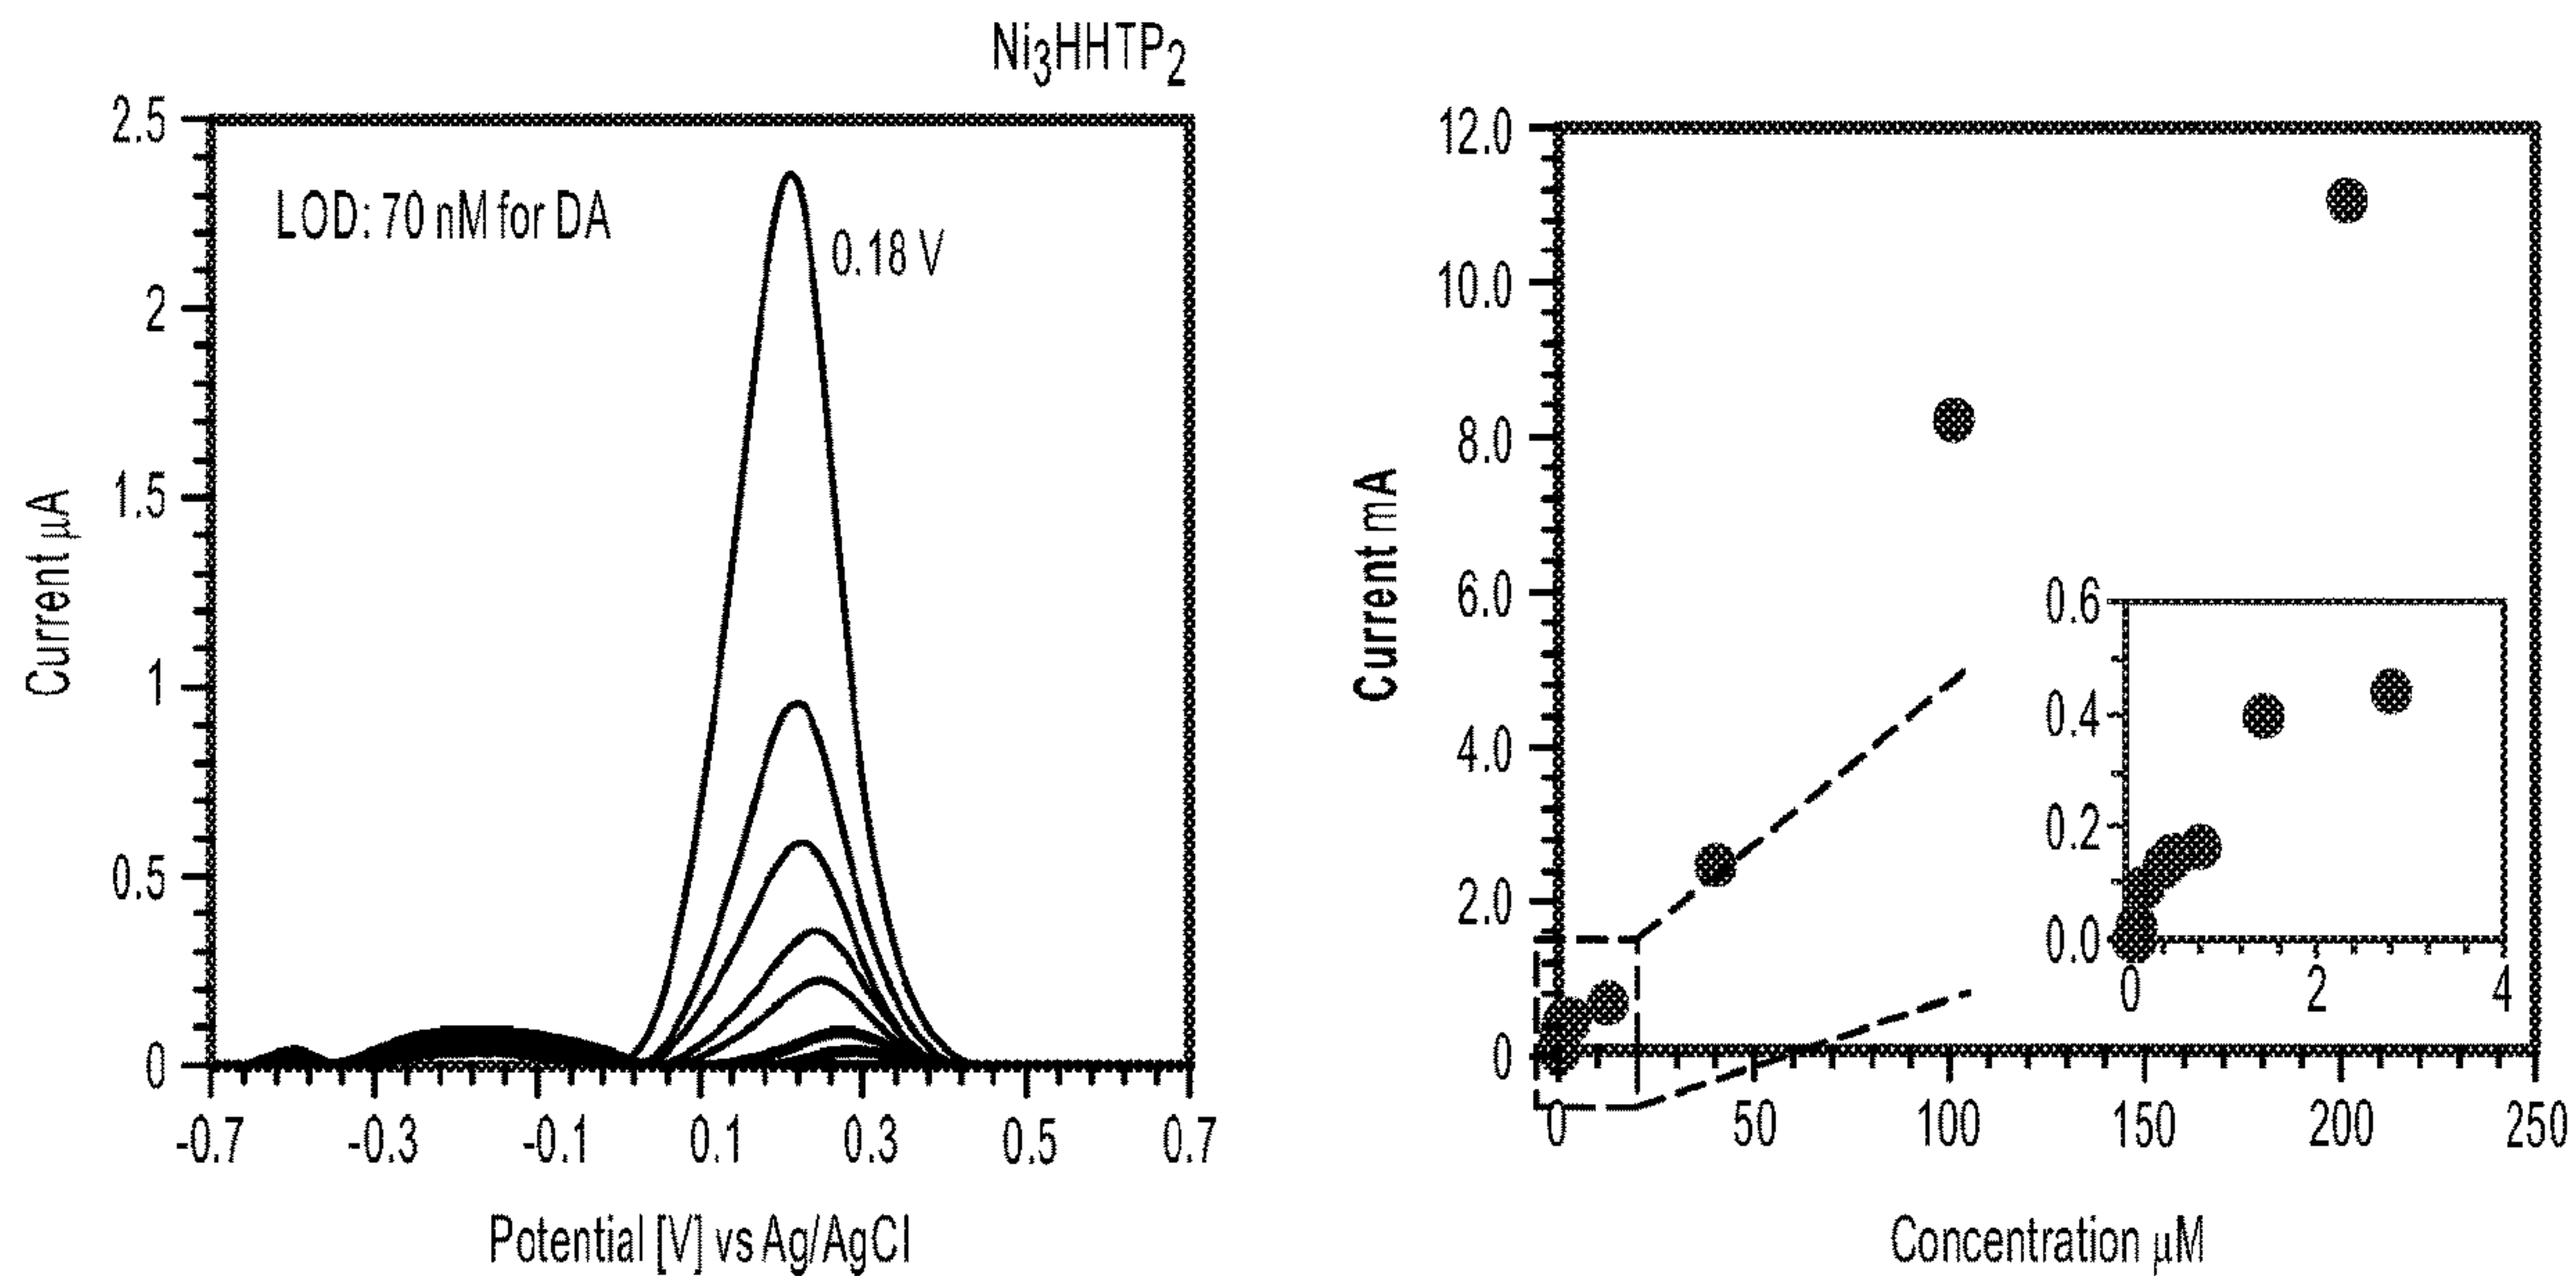 Ni3HHTP2
2.5
2
1.5
1
0.5
0
Current μA
LOD: 70 nM for DA
0.18 V
-0.7 -0.3 -0.1 0.1 0.3 0.5 0.7
Potential [V] vs Ag/AgCl
12.0
10.0
8.0
6.0
4.0
2.0
0
Current mA
0.6
0.4
0.2
0.0
0 2 4
0 50 100 150 200 250
Concentration μM